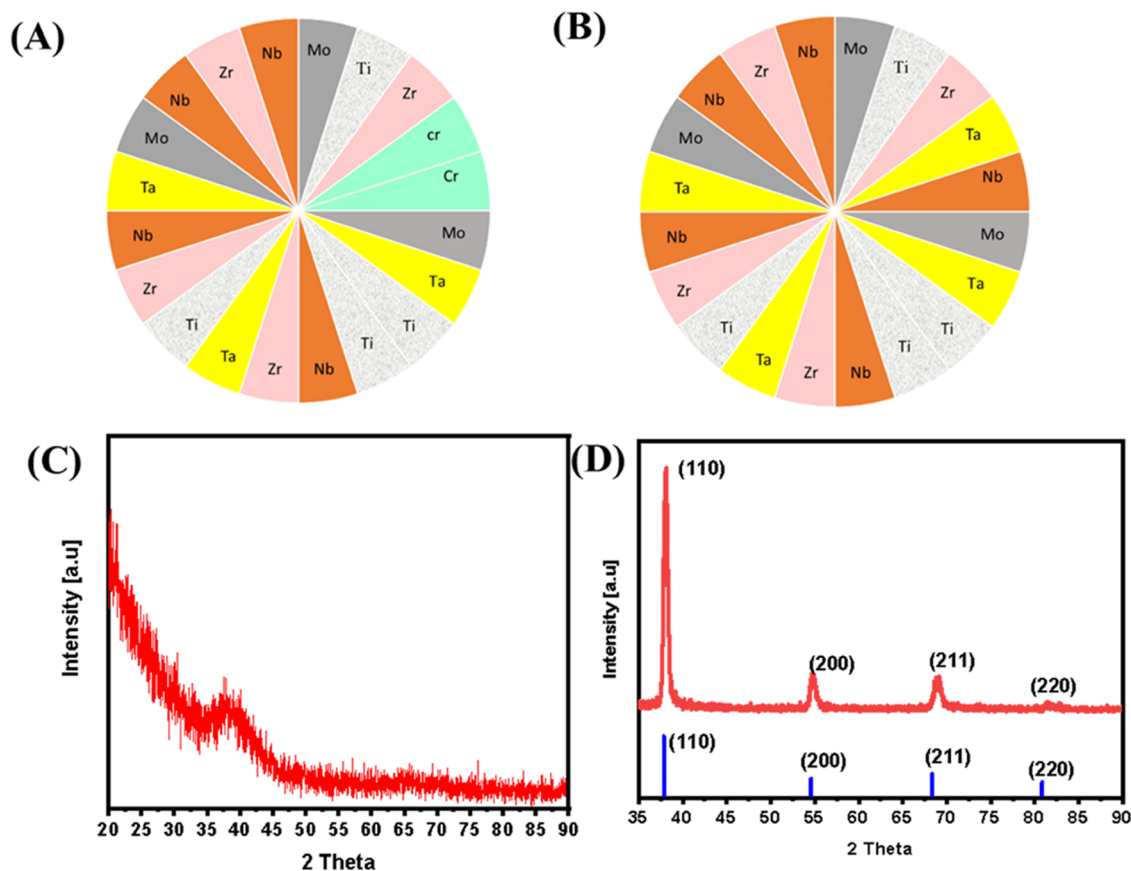 (A)
Mo
Ti
Zr
cr
Cr
Mo
Ta
Ti
Ti
Nb
Zr
Ta
Ti
Zr
Nb
Ta
Mo
Nb
Zr
Nb
(B)
Mo
Ti
Zr
Ta
Nb
Mo
Ta
Ti
Ti
Nb
Zr
Ta
Ti
Zr
Nb
Ta
Mo
Nb
Zr
Nb
(C)
Intensity [a.u]
20 25 30 35 40 45 50 55 60 65 70 75 80 85 90
2 Theta
(D)
Intensity [a.u]
(110)
(200)
(211)
(220)
(110)
(200)
(211)
(220)
35 40 45 50 55 60 65 70 75 80 85 90
2 Theta